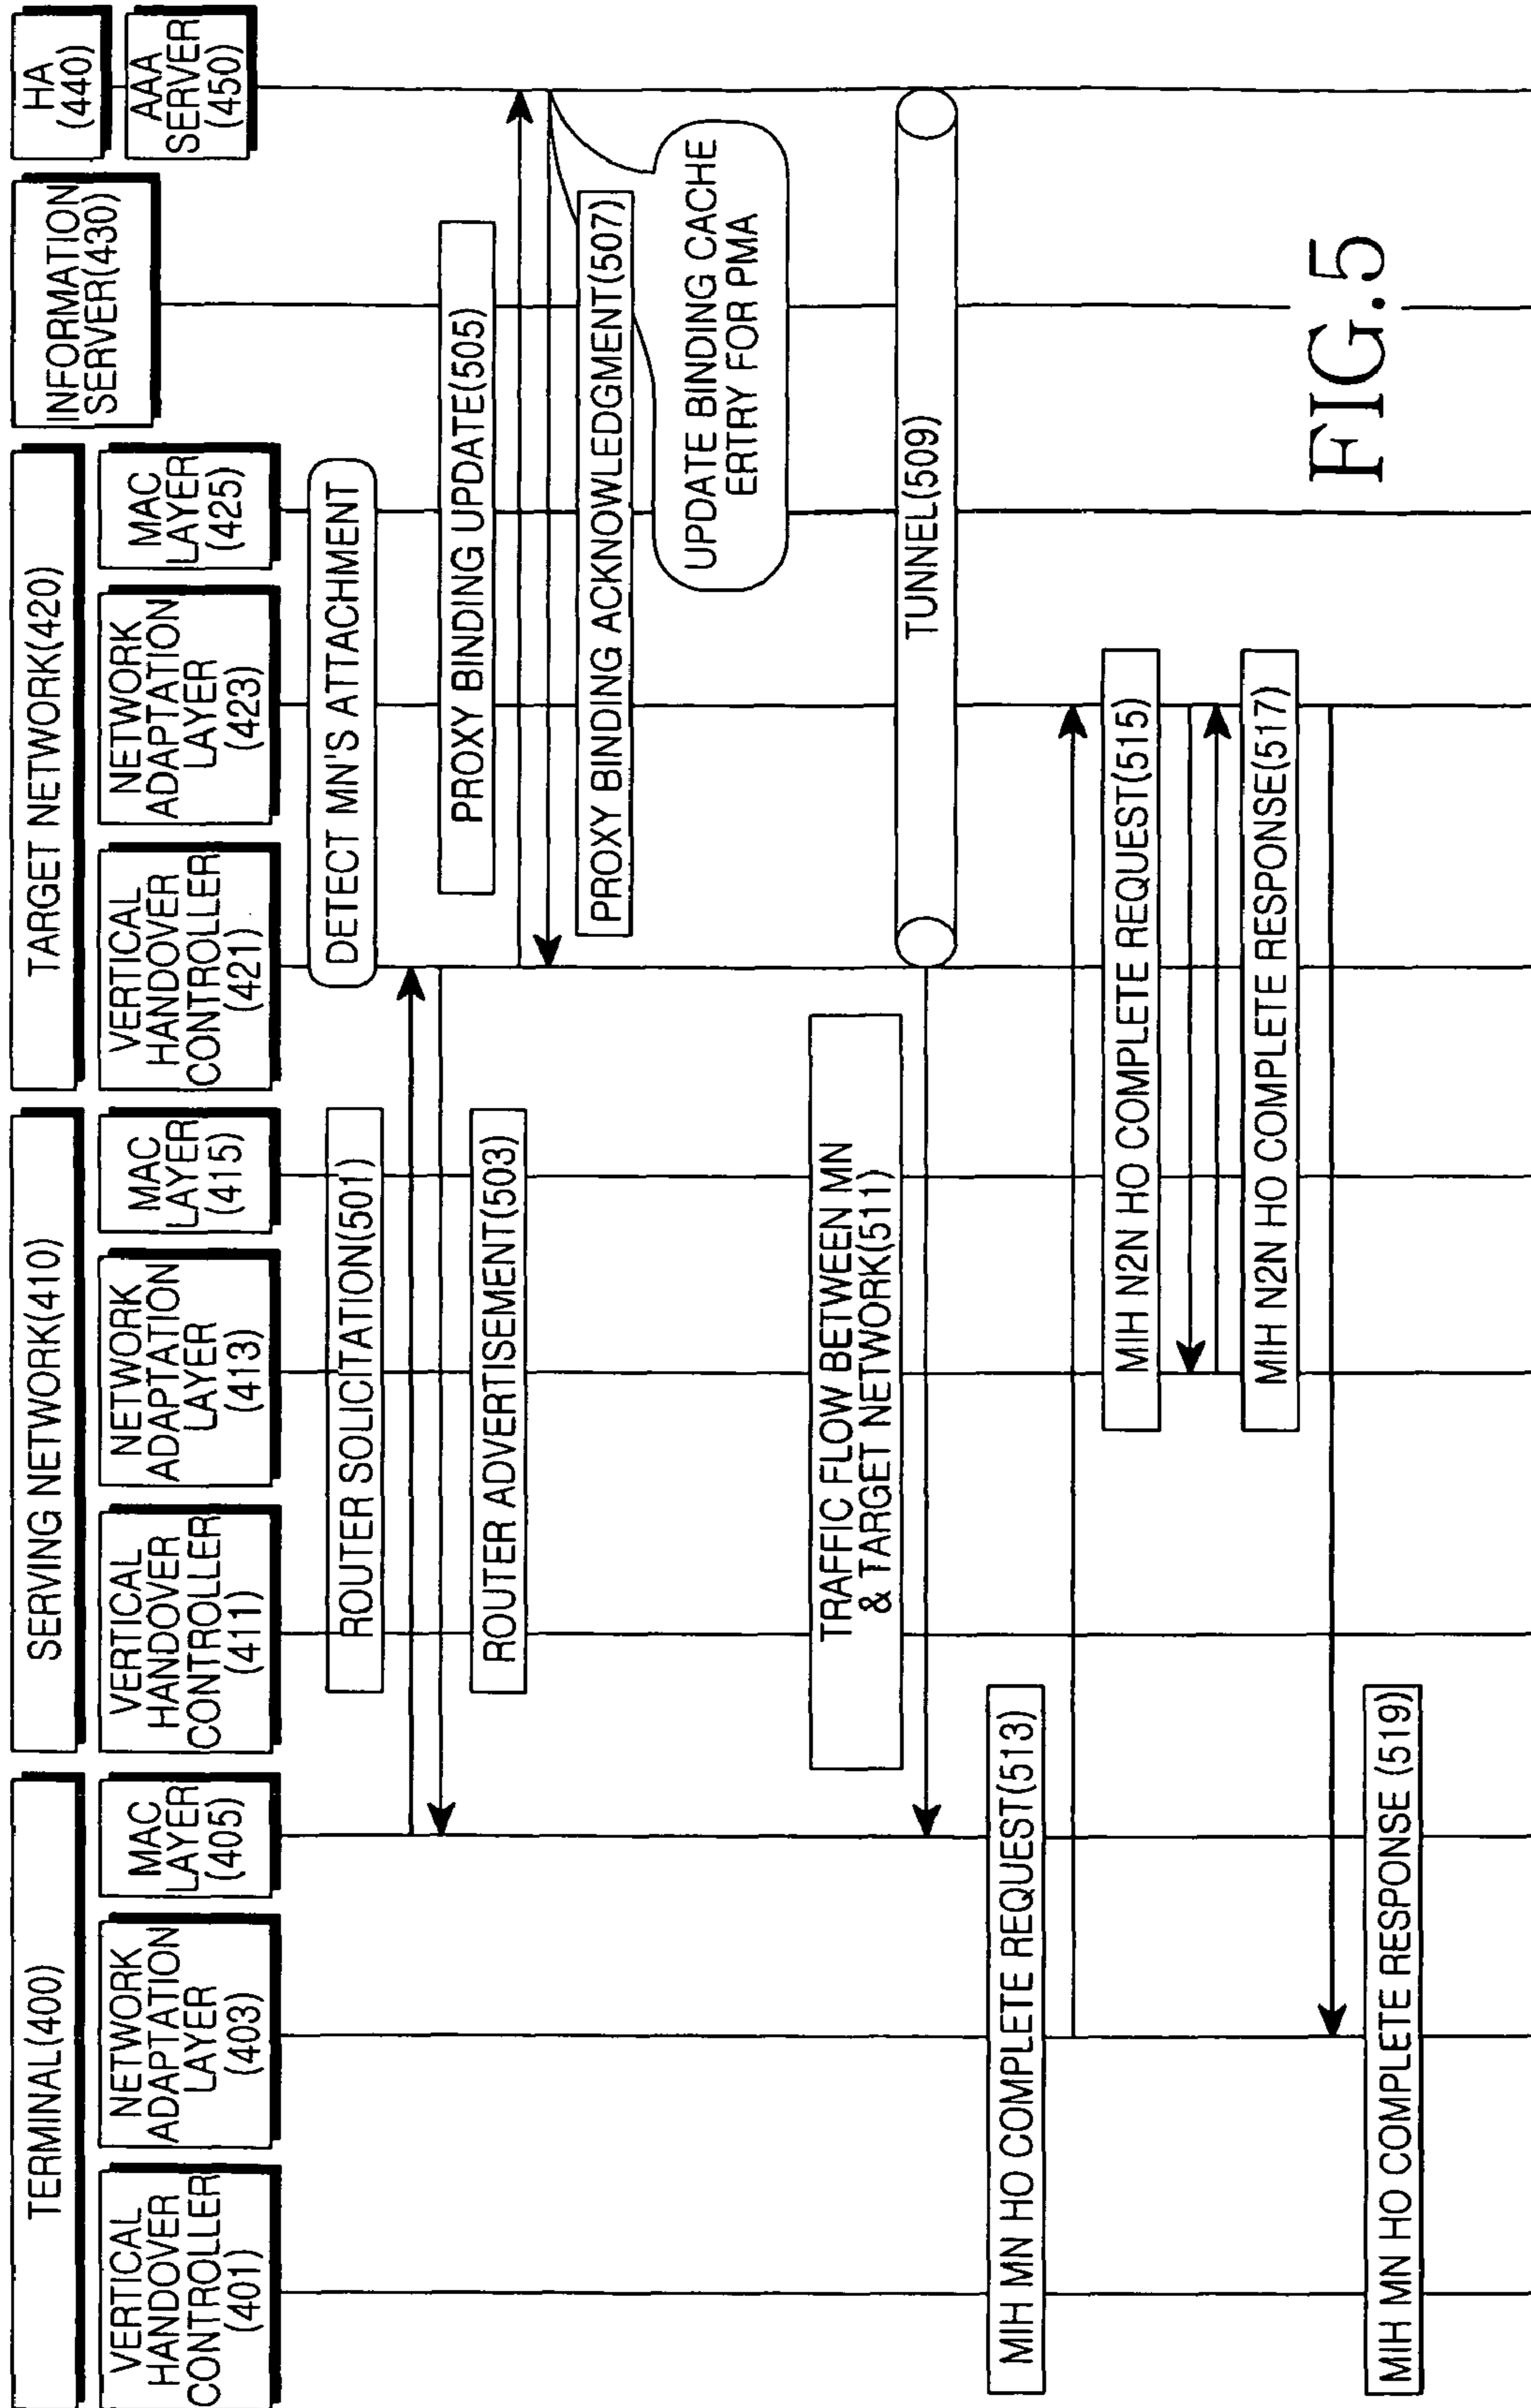 TERMINAL(400)
VERTICAL
HANDOVER
CONTROLLER
(401)
NETWORK
ADAPTATION
LAYER
(403)
MAC
LAYER
(405)
SERVING NETWORK(410)
VERTICAL
HANDOVER
CONTROLLER
(411)
NETWORK
ADAPTATION
LAYER
(413)
MAC
LAYER
(415)
TARGET NETWORK(420)
VERTICAL
HANDOVER
CONTROLLER
(421)
NETWORK
ADAPTATION
LAYER
(423)
MAC
LAYER
(425)
INFORMATION
SERVER(430)
HA
(440)
AAA
SERVER
(450)
DETECT MN'S ATTACHMENT
ROUTER SOLICITATION(501)
ROUTER ADVERTISEMENT(503)
PROXY BINDING UPDATE(505)
PROXY BINDING ACKNOWLEDGMENT(507)
UPDATE BINDING CACHE
ERTRY FOR PMA
TRAFFIC FLOW BETWEEN MN
& TARGET NETWORK(511)
TUNNEL(509)
MIH MN HO COMPLETE REQUEST(513)
MIH N2N HO COMPLETE REQUEST(515)
MIH N2N HO COMPLETE RESPONSE(517)
MIH MN HO COMPLETE RESPONSE (519)
FIG.5